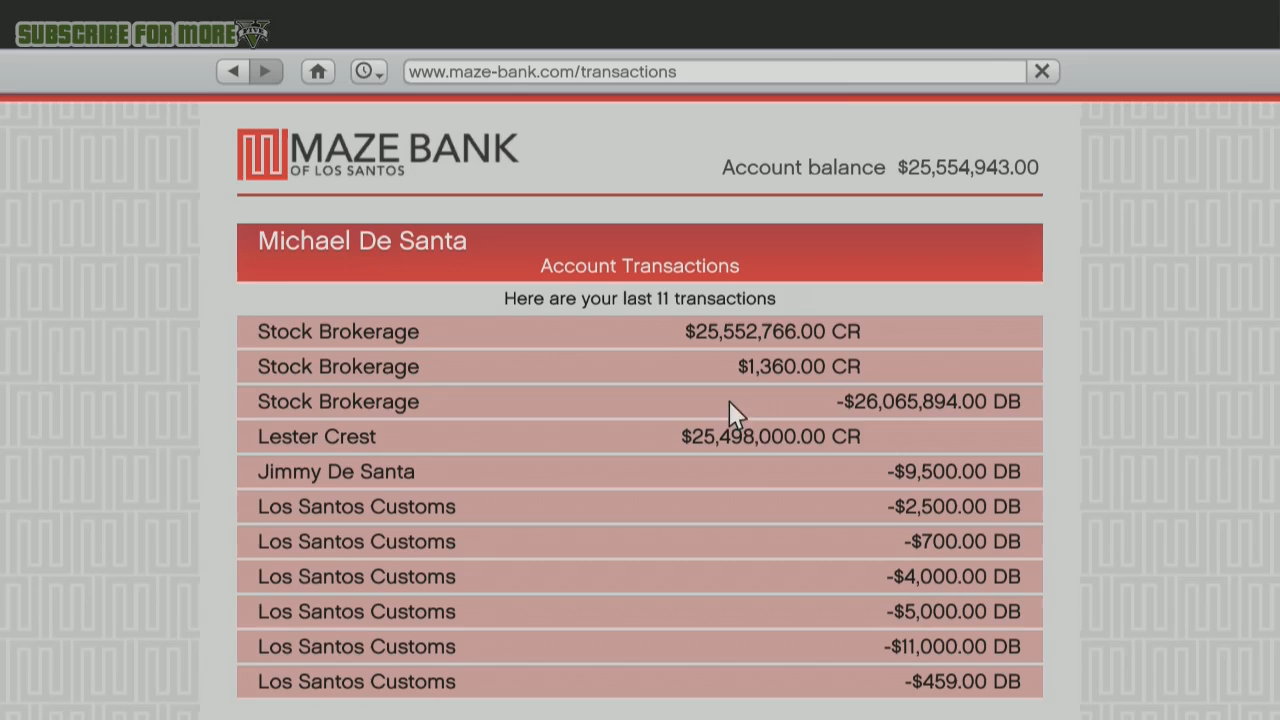 SUBSCRIBE FOR MORE
FIVE
www.maze-bank.com/transactions
MAZE BANK
OF LOS SANTOS
Account balance $25,554,943.00
Michael De Santa
Account Transactions
Here are your last 11 transactions
Stock Brokerage $25,552,766.00 CR
Stock Brokerage $1,360.00 CR
Stock Brokerage -$26,065,894.00 DB
Lester Crest $25,498,000.00 CR
Jimmy De Santa -$9,500.00 DB
Los Santos Customs -$2,500.00 DB
Los Santos Customs -$700.00 DB
Los Santos Customs -$4,000.00 DB
Los Santos Customs -$5,000.00 DB
Los Santos Customs -$11,000.00 DB
Los Santos Customs -$459.00 DB